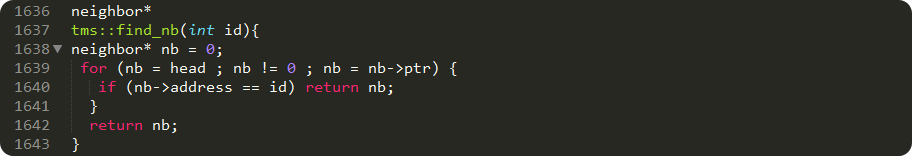 1636 neighbor*
1637 tms::find_nb(int id){
1638 neighbor* nb = 0;
1639  for (nb = head ; nb != 0 ; nb = nb->ptr) {
1640   if (nb->address == id) return nb;
1641  }
1642  return nb;
1643 }